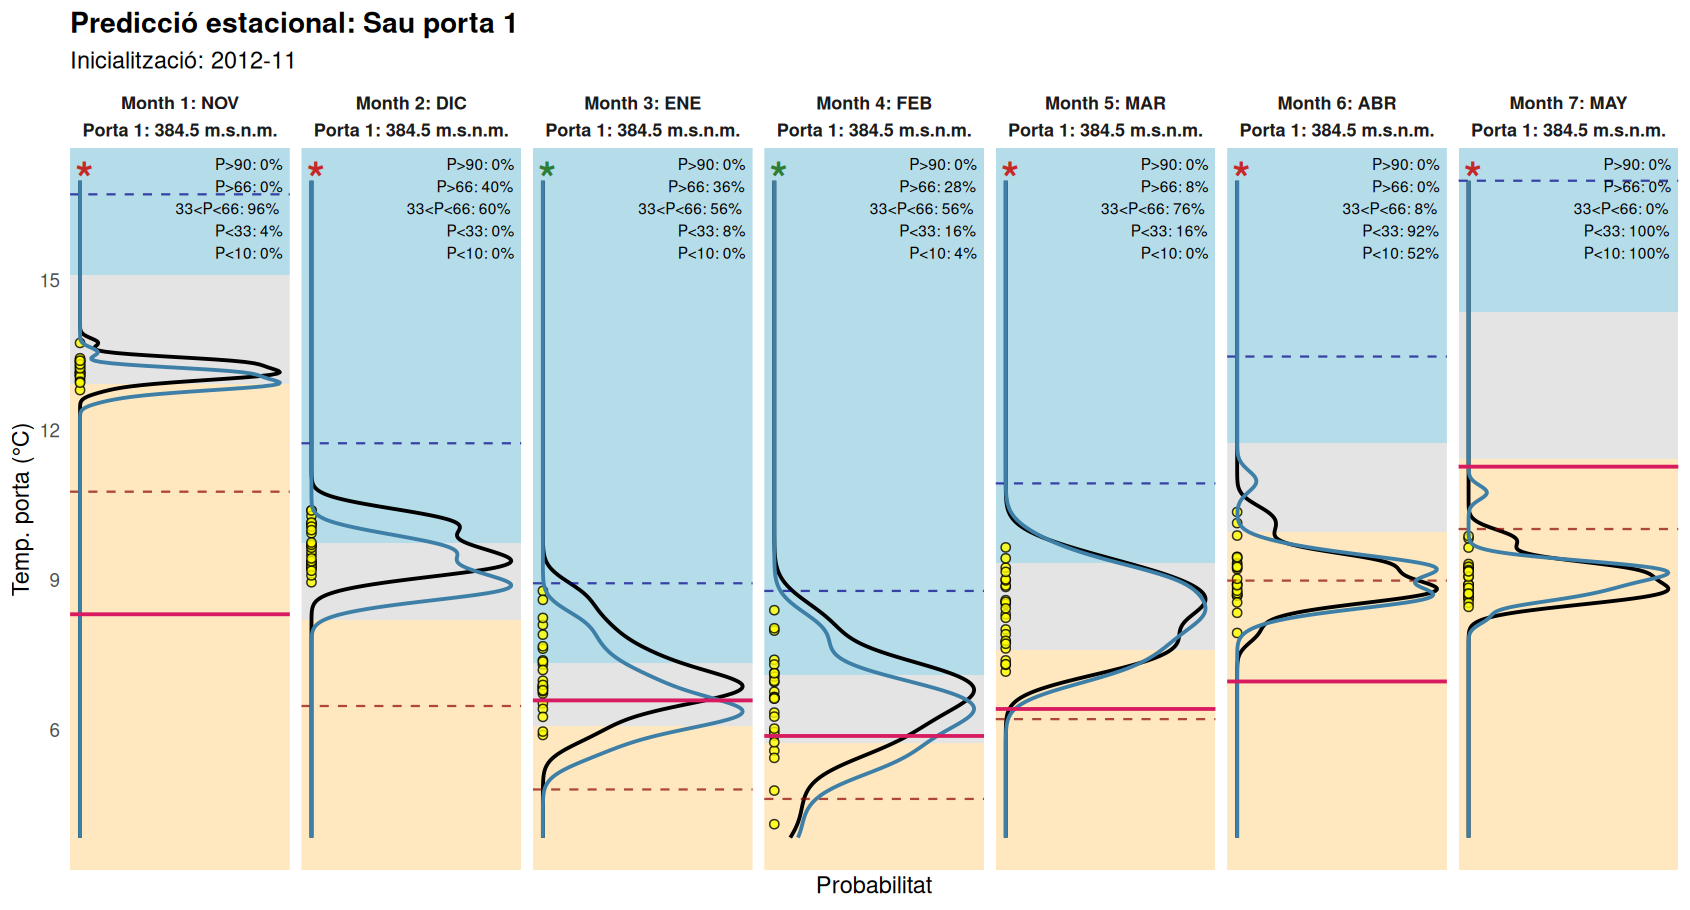 Predicció estacional: Sau porta 1
Inicialització: 2012-11
Month 1: NOV
Porta 1: 384.5 m.s.n.m.
Month 2: DIC
Porta 1: 384.5 m.s.n.m.
Month 3: ENE
Porta 1: 384.5 m.s.n.m.
Month 4: FEB
Porta 1: 384.5 m.s.n.m.
Month 5: MAR
Porta 1: 384.5 m.s.n.m.
Month 6: ABR
Porta 1: 384.5 m.s.n.m.
Month 7: MAY
Porta 1: 384.5 m.s.n.m.
*
P>90: 0%
P>66: 0%
33<P<66: 96%
P<33: 4%
P<10: 0%
*
P>90: 0%
P>66: 40%
33<P<66: 60%
P<33: 0%
P<10: 0%
*
P>90: 0%
P>66: 36%
33<P<66: 56%
P<33: 8%
P<10: 0%
*
P>90: 0%
P>66: 28%
33<P<66: 56%
P<33: 16%
P<10: 4%
*
P>90: 0%
P>66: 8%
33<P<66: 76%
P<33: 16%
P<10: 0%
*
P>90: 0%
P>66: 0%
33<P<66: 8%
P<33: 92%
P<10: 52%
*
P>90: 0%
P>66: 0%
33<P<66: 0%
P<33: 100%
P<10: 100%
15
12
9
6
Temp. porta (°C)
Probabilitat